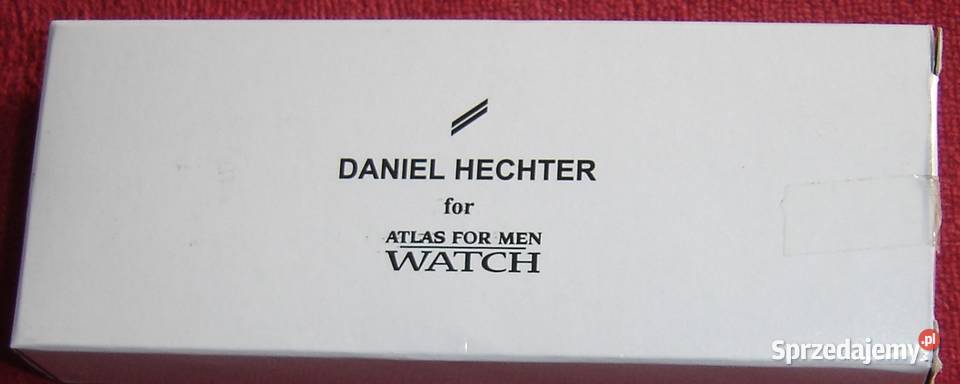 DANIEL HECHTER
for
ATLAS FOR MEN
WATCH
Sprzedajemy.pl